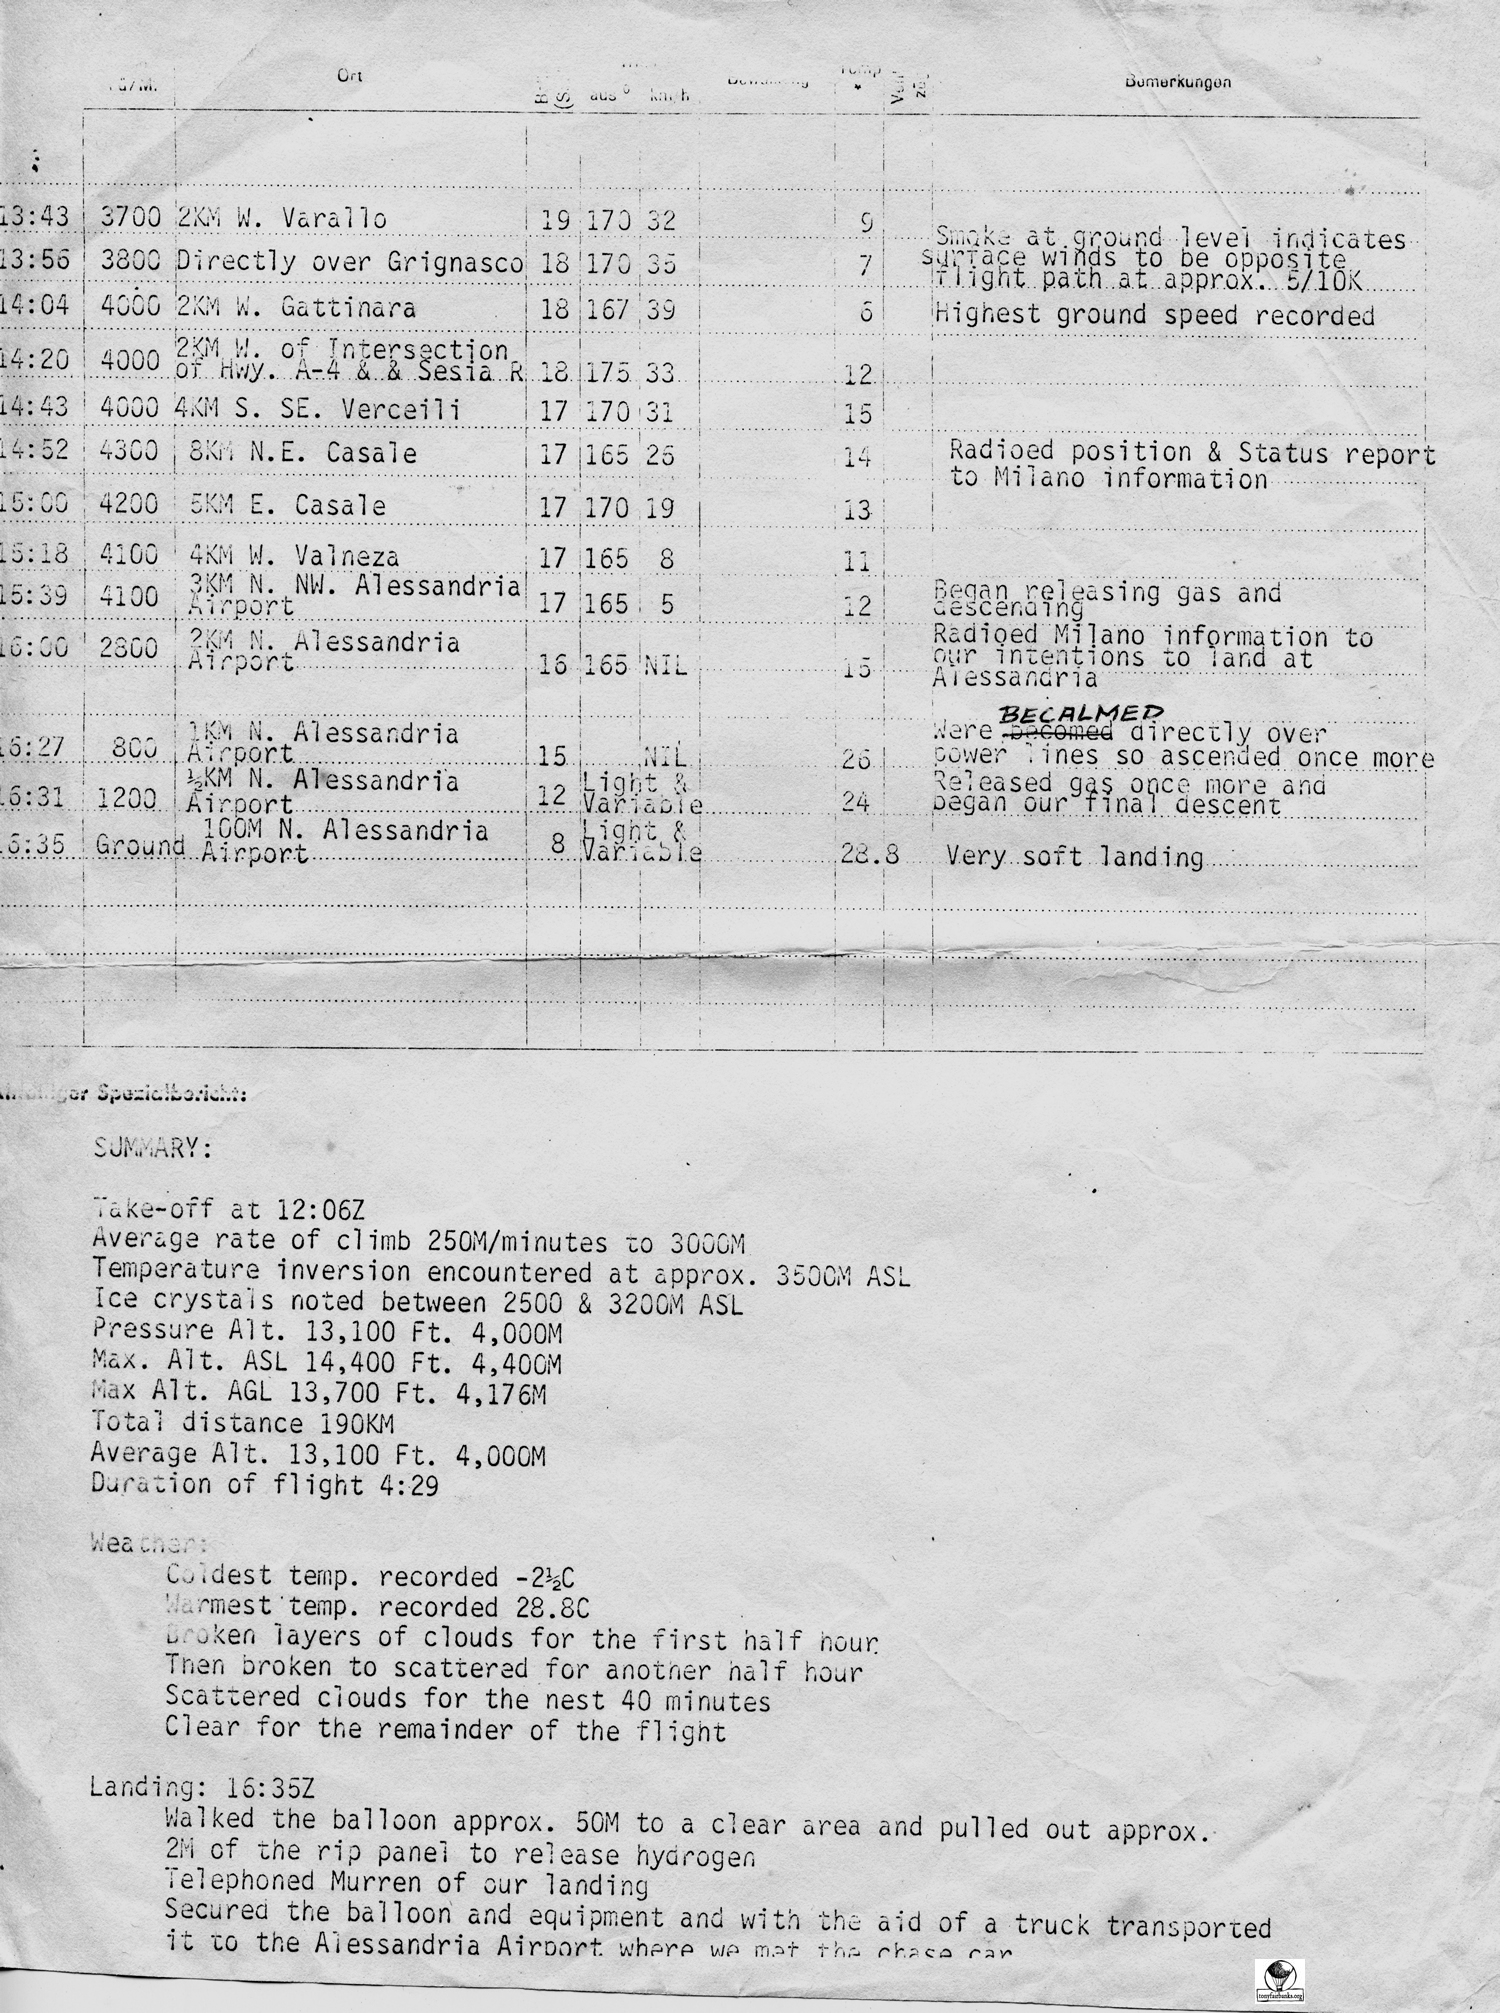 Ü/M. Ort aus ° km/h Temp Bemerkungen
13:43 3700 2KM W. Varallo 19 170 32 9
Smoke at ground level indicates
13:56 3800 Directly over Grignasco 18 170 35 7 surface winds to be opposite
flight path at approx. 5/10K
14:04 4000 2KM W. Gattinara 18 167 39 6 Highest ground speed recorded
14:20 4000 2KM W. of Intersection
of Hwy. A-4 & & Sesia R 18 175 33 12
14:43 4000 4KM S. SE. Verceili 17 170 31 15
14:52 4300 8KM N.E. Casale 17 165 26 14 Radioed position & Status report
to Milano information
15:00 4200 5KM E. Casale 17 170 19 13
15:18 4100 4KM W. Valneza 17 165 8 11
15:39 4100 3KM N. NW. Alessandria
Airport 17 165 5 12 Began releasing gas and
descending
16:00 2800 2KM N. Alessandria
Airport 16 165 NIL 15 Radioed Milano information to
our intentions to land at
Alessandria
BECALMED
16:27 800 1KM N. Alessandria
Airport 15 NIL 26 Were becomed directly over
power lines so ascended once more
16:31 1200 ½KM N. Alessandria
Airport 12 Light &
Variable 24 Released gas once more and
began our final descent
16:35 Ground 100M N. Alessandria
Airport 8 Light &
Variable 28.8 Very soft landing
Spezialbericht:
SUMMARY:
Take-off at 12:06Z
Average rate of climb 250M/minutes to 3000M
Temperature inversion encountered at approx. 3500M ASL
Ice crystals noted between 2500 & 3200M ASL
Pressure Alt. 13,100 Ft. 4,000M
Max. Alt. ASL 14,400 Ft. 4,400M
Max Alt. AGL 13,700 Ft. 4,176M
Total distance 190KM
Average Alt. 13,100 Ft. 4,000M
Duration of flight 4:29
Weather:
Coldest temp. recorded -2½C
Warmest temp. recorded 28.8C
Broken layers of clouds for the first half hour.
Then broken to scattered for another half hour
Scattered clouds for the nest 40 minutes
Clear for the remainder of the flight
Landing: 16:35Z
Walked the balloon approx. 50M to a clear area and pulled out approx.
2M of the rip panel to release hydrogen
Telephoned Murren of our landing
Secured the balloon and equipment and with the aid of a truck transported
it to the Alessandria Airport where we met the chase car
tonyfairbanks.org